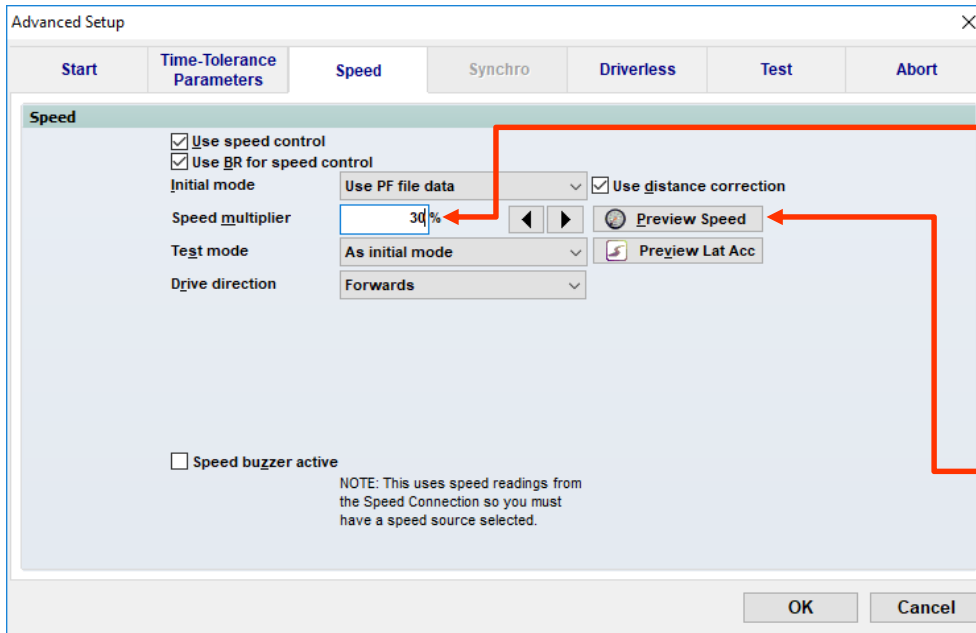 Advanced Setup
Start
Time-Tolerance
Parameters
Speed
Synchro
Driverless
Test
Abort
Speed
Use speed control
Use BR for speed control
Initial mode
Use PF file data
Use distance correction
Speed multiplier
30 %
Preview Speed
Test mode
As initial mode
Preview Lat Acc
Drive direction
Forwards
Speed buzzer active
NOTE: This uses speed readings from
the Speed Connection so you must
have a speed source selected.
OK
Cancel